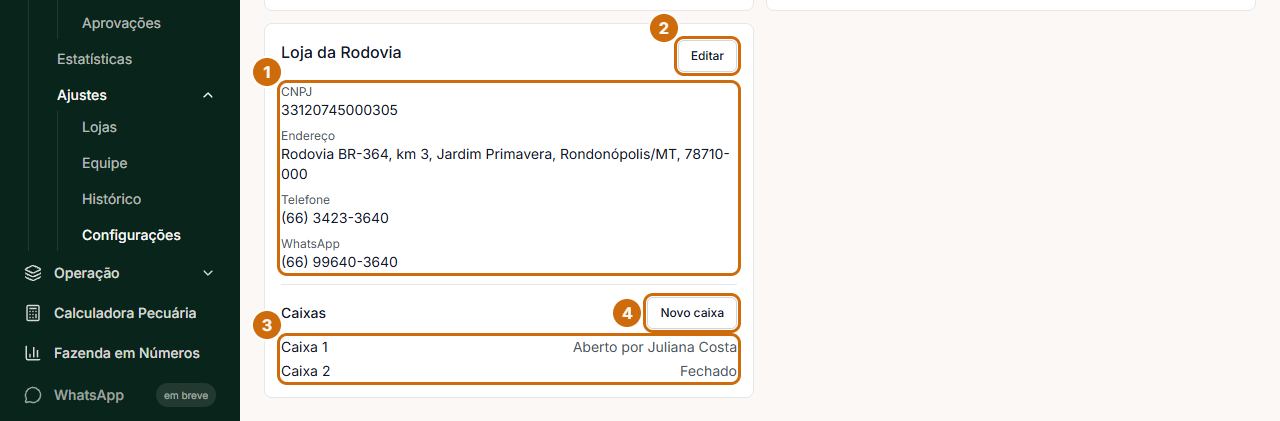 Aprovações
Estatísticas
Ajustes
Lojas
Equipe
Histórico
Configurações
Operação
Calculadora Pecuária
Fazenda em Números
WhatsApp
em breve
Loja da Rodovia
2
Editar
1
CNPJ
33120745000305
Endereço
Rodovia BR-364, km 3, Jardim Primavera, Rondonópolis/MT, 78710-
000
Telefone
(66) 3423-3640
WhatsApp
(66) 99640-3640
Caixas
4
Novo caixa
3
Caixa 1 Aberto por Juliana Costa
Caixa 2 Fechado